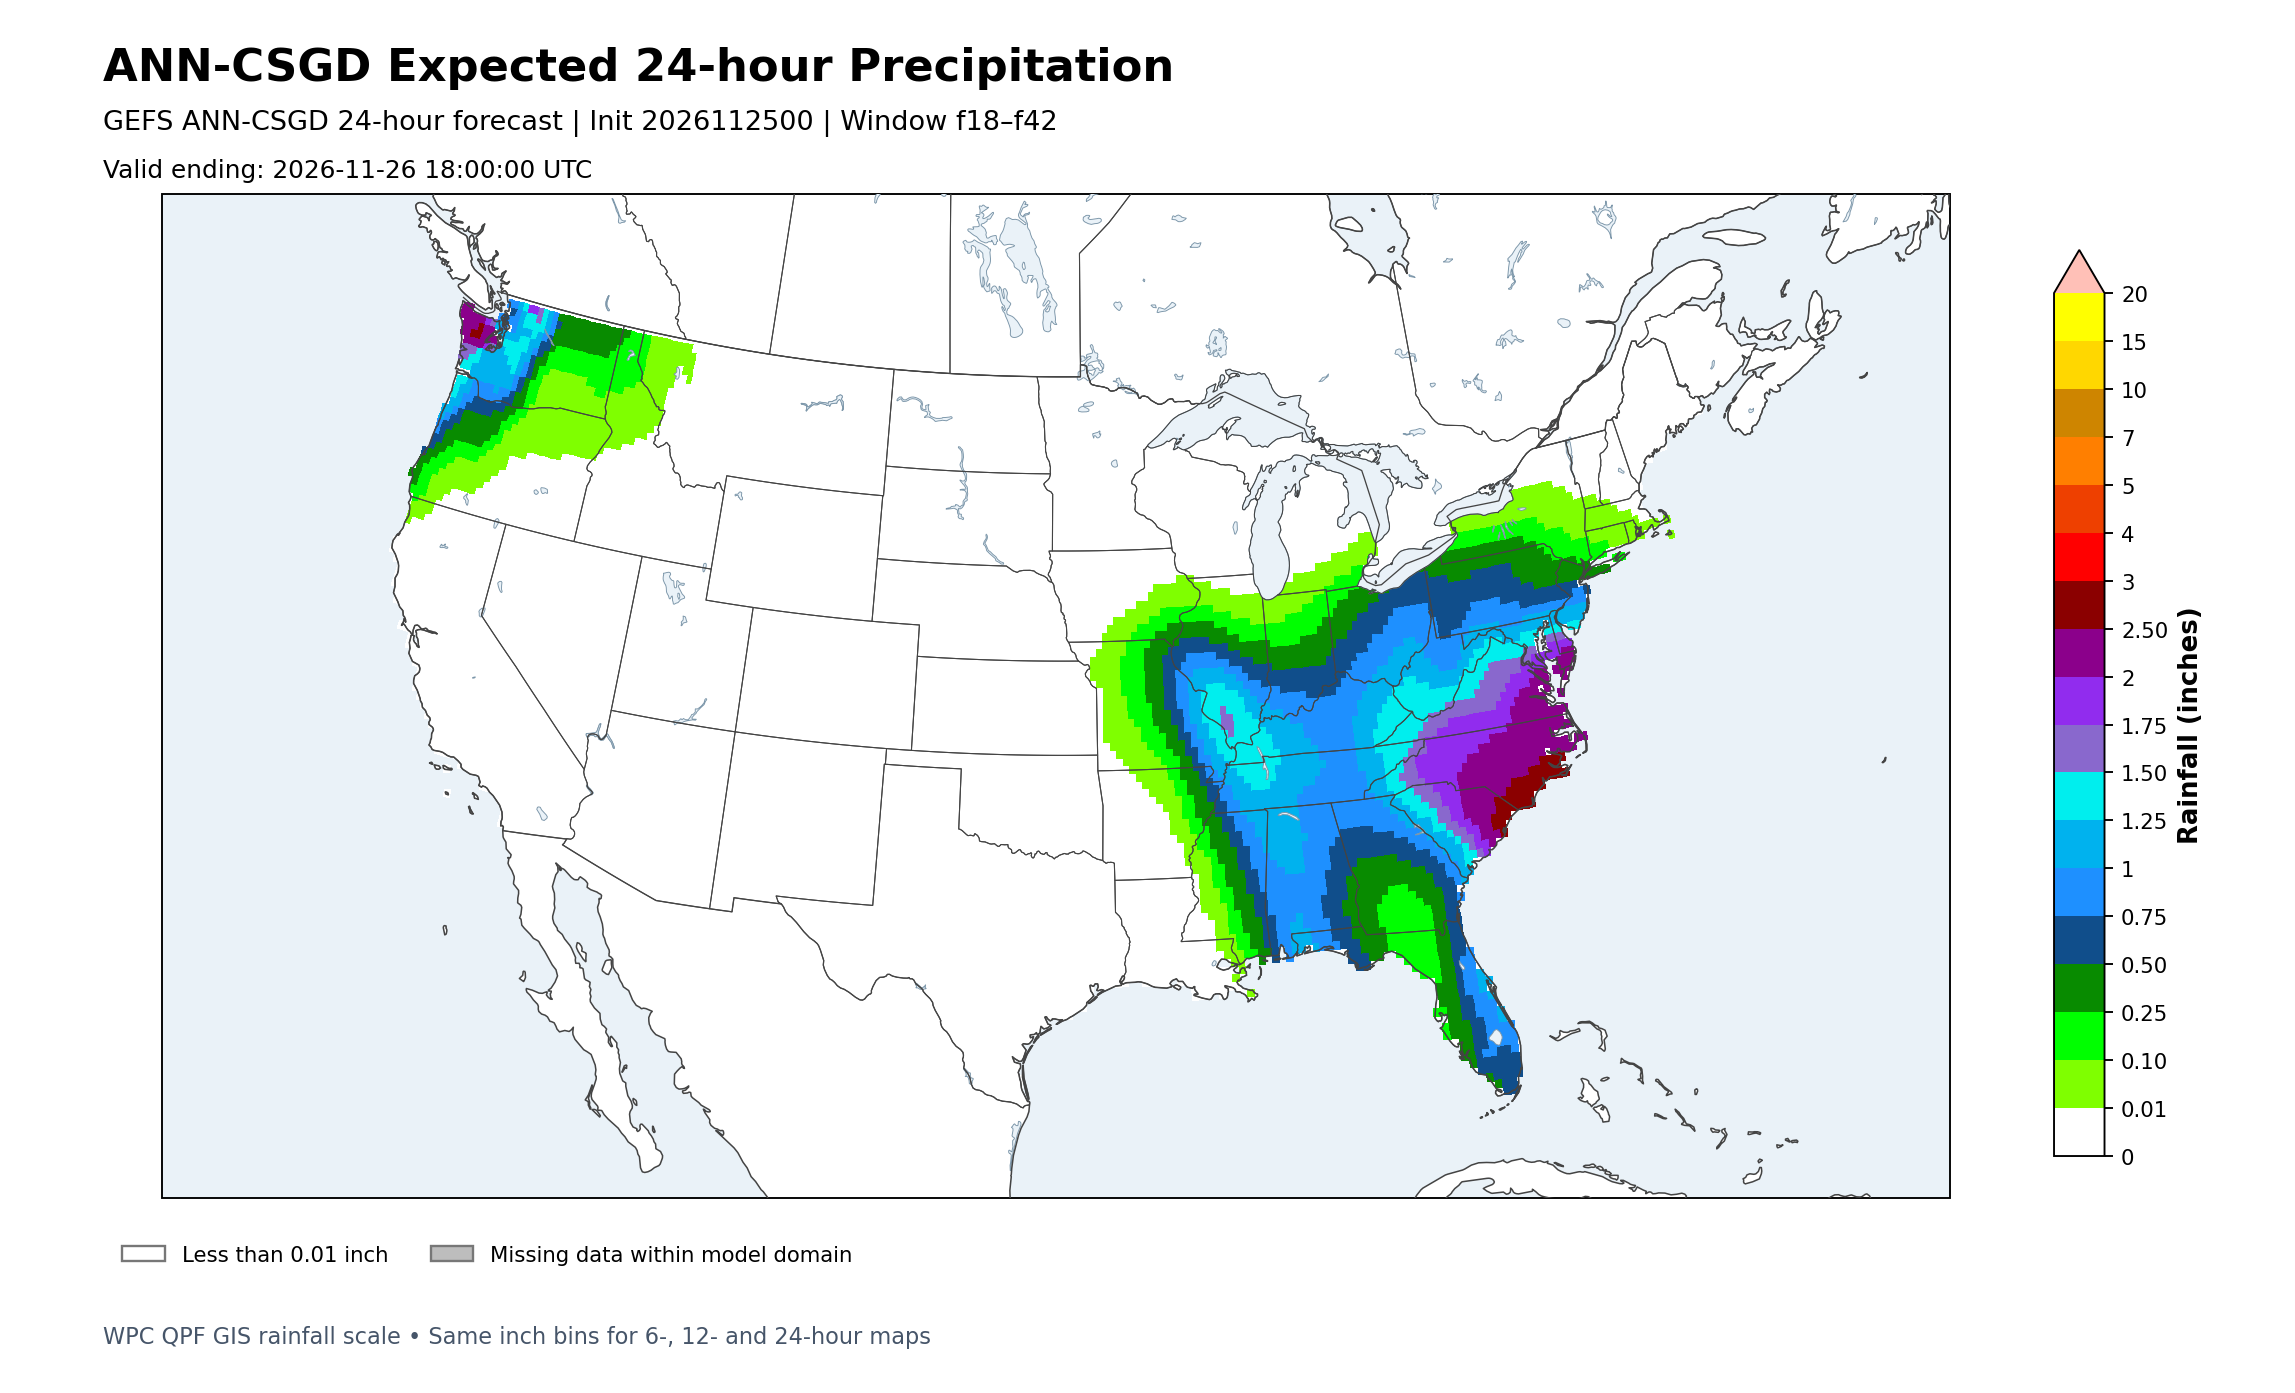 ANN-CSGD Expected 24-hour Precipitation
GEFS ANN-CSGD 24-hour forecast | Init 2026112500 | Window f18–f42
Valid ending: 2026-11-26 18:00:00 UTC
20
15
10
7
5
4
3
2.50
2
1.75
1.50
1.25
1
0.75
0.50
0.25
0.10
0.01
0
Rainfall (inches)
Less than 0.01 inch
Missing data within model domain
WPC QPF GIS rainfall scale • Same inch bins for 6-, 12- and 24-hour maps